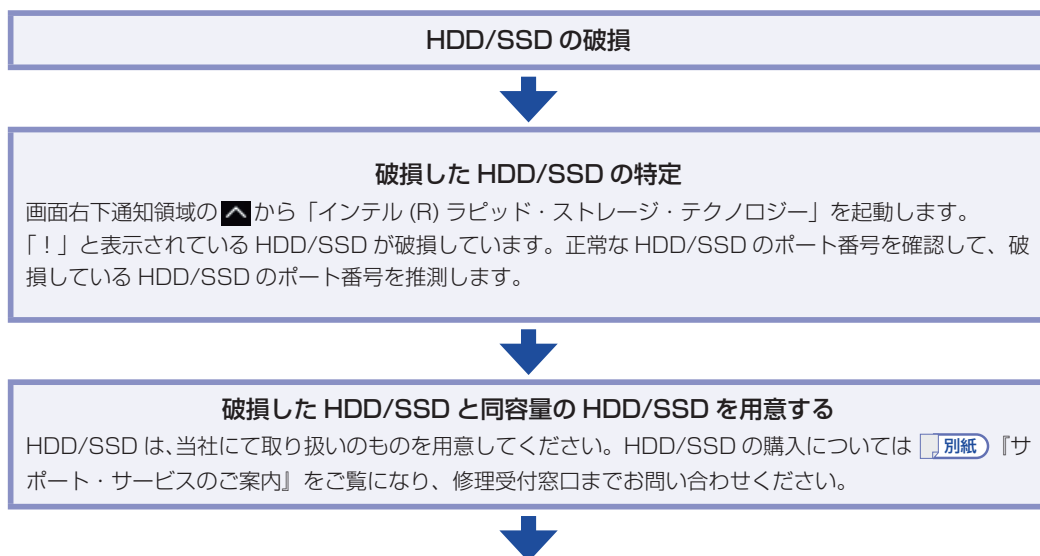 HDD/SSD の破損
破損した HDD/SSD の特定
画面右下通知領域の から「インテル (R) ラピッド・ストレージ・テクノロジー」を起動します。
「！」と表示されている HDD/SSD が破損しています。正常な HDD/SSD のポート番号を確認して、破
損している HDD/SSD のポート番号を推測します。
破損した HDD/SSD と同容量の HDD/SSD を用意する
HDD/SSD は、当社にて取り扱いのものを用意してください。HDD/SSD の購入については 別紙 『サ
ポート・サービスのご案内』をご覧になり、修理受付窓口までお問い合わせください。